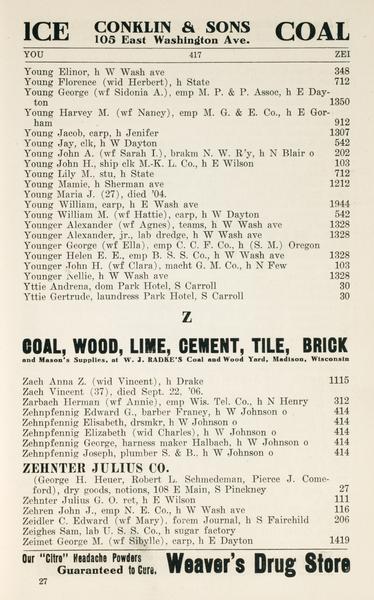 ICE CONKLIN & SONS COAL
105 East Washington Ave.
YOU 417 ZEI
Young Elinor, h W Wash ave 348
Young Florence (wid Herbert), h State 712
Young George (wf Sidonia A.), emp M. P. & P. Assoc, h E Day-
ton 1350
Young Harvey M. (wf Nancy), emp M. G. & E. Co., h E Gor-
ham 912
Young Jacob, carp, h Jenifer 1307
Young Jay, elk, h W Dayton 542
Young John A. (wf Sarah I.), brakm N. W. R'y, h N Blair o 202
Young John H., ship clk M-K. L. Co., h E Wilson 103
Young Lily M., stu, h State 712
Young Mamie, h Sherman ave 1212
Young Maria J. (27), died '04.
Young William, carp, h E Wash ave 1944
Young William M. (wf Hattie), carp, h W Dayton 542
Younger Alexander (wf Agnes), teams, h W Wash ave 1328
Younger Alexander, jr., lab dredge, h W Wash ave 1328
Younger George (wf Ella), emp C. C. F. Co., h (S. M.) Oregon
Younger Helen E. E., emp B. S. S. Co., h W Wash ave 1328
Younger John H. (wf Clara), macht G. M. Co., h N Few 103
Younger Nellie, h W Wash ave 1328
Yttie Andrena, dom Park Hotel, S Carroll 30
Yttie Gertrude, laundress Park Hotel, S Carroll 30
Z
COAL, WOOD, LIME, CEMENT, TILE, BRICK
and Mason's Supplies, at W. J. RADKE'S Coal and Wood Yard, Madison, Wisconsin
Zach Anna Z. (wid Vincent), h Drake 1115
Zach Vincent (37), died Sept. 22, '06.
Zarbach Herman (wf Annie), emp Wis. Tel. Co., h N Henry 312
Zehnpfennig Edward G., barber Franey, h W Johnson o 414
Zehnpfennig Elisabeth, drsmkr, h W Johnson o 414
Zehnpfennig Elizabeth (wid Charles), h W Johnson o 414
Zehnpfennig George, harness maker Halbach, h W Johnson o 414
Zehnpfennig Joseph, plumber S. & B., h W Johnson o 414
ZEHNTER JULIUS CO.
(George H. Heuer, Robert L. Schmedeman, Pierce J. Come-
ford), dry goods, notions, 108 E Main, S Pinckney 27
Zehnter Julius G. O. ret, h E Wilson 111
Zehren John J., emp N. E. Co., h W Wash ave 116
Zeidler C. Edward (wf Mary). forem Journal, h S Fairchild 206
Zeighes Sam, lab U. S. S. Co., h sugar factory
Zeimet George M. (wf Sibylle), carp, h E Dayton 1419
Our "Citro" Headache Powders
Guaranteed to Cure. Weaver's Drug Store
27